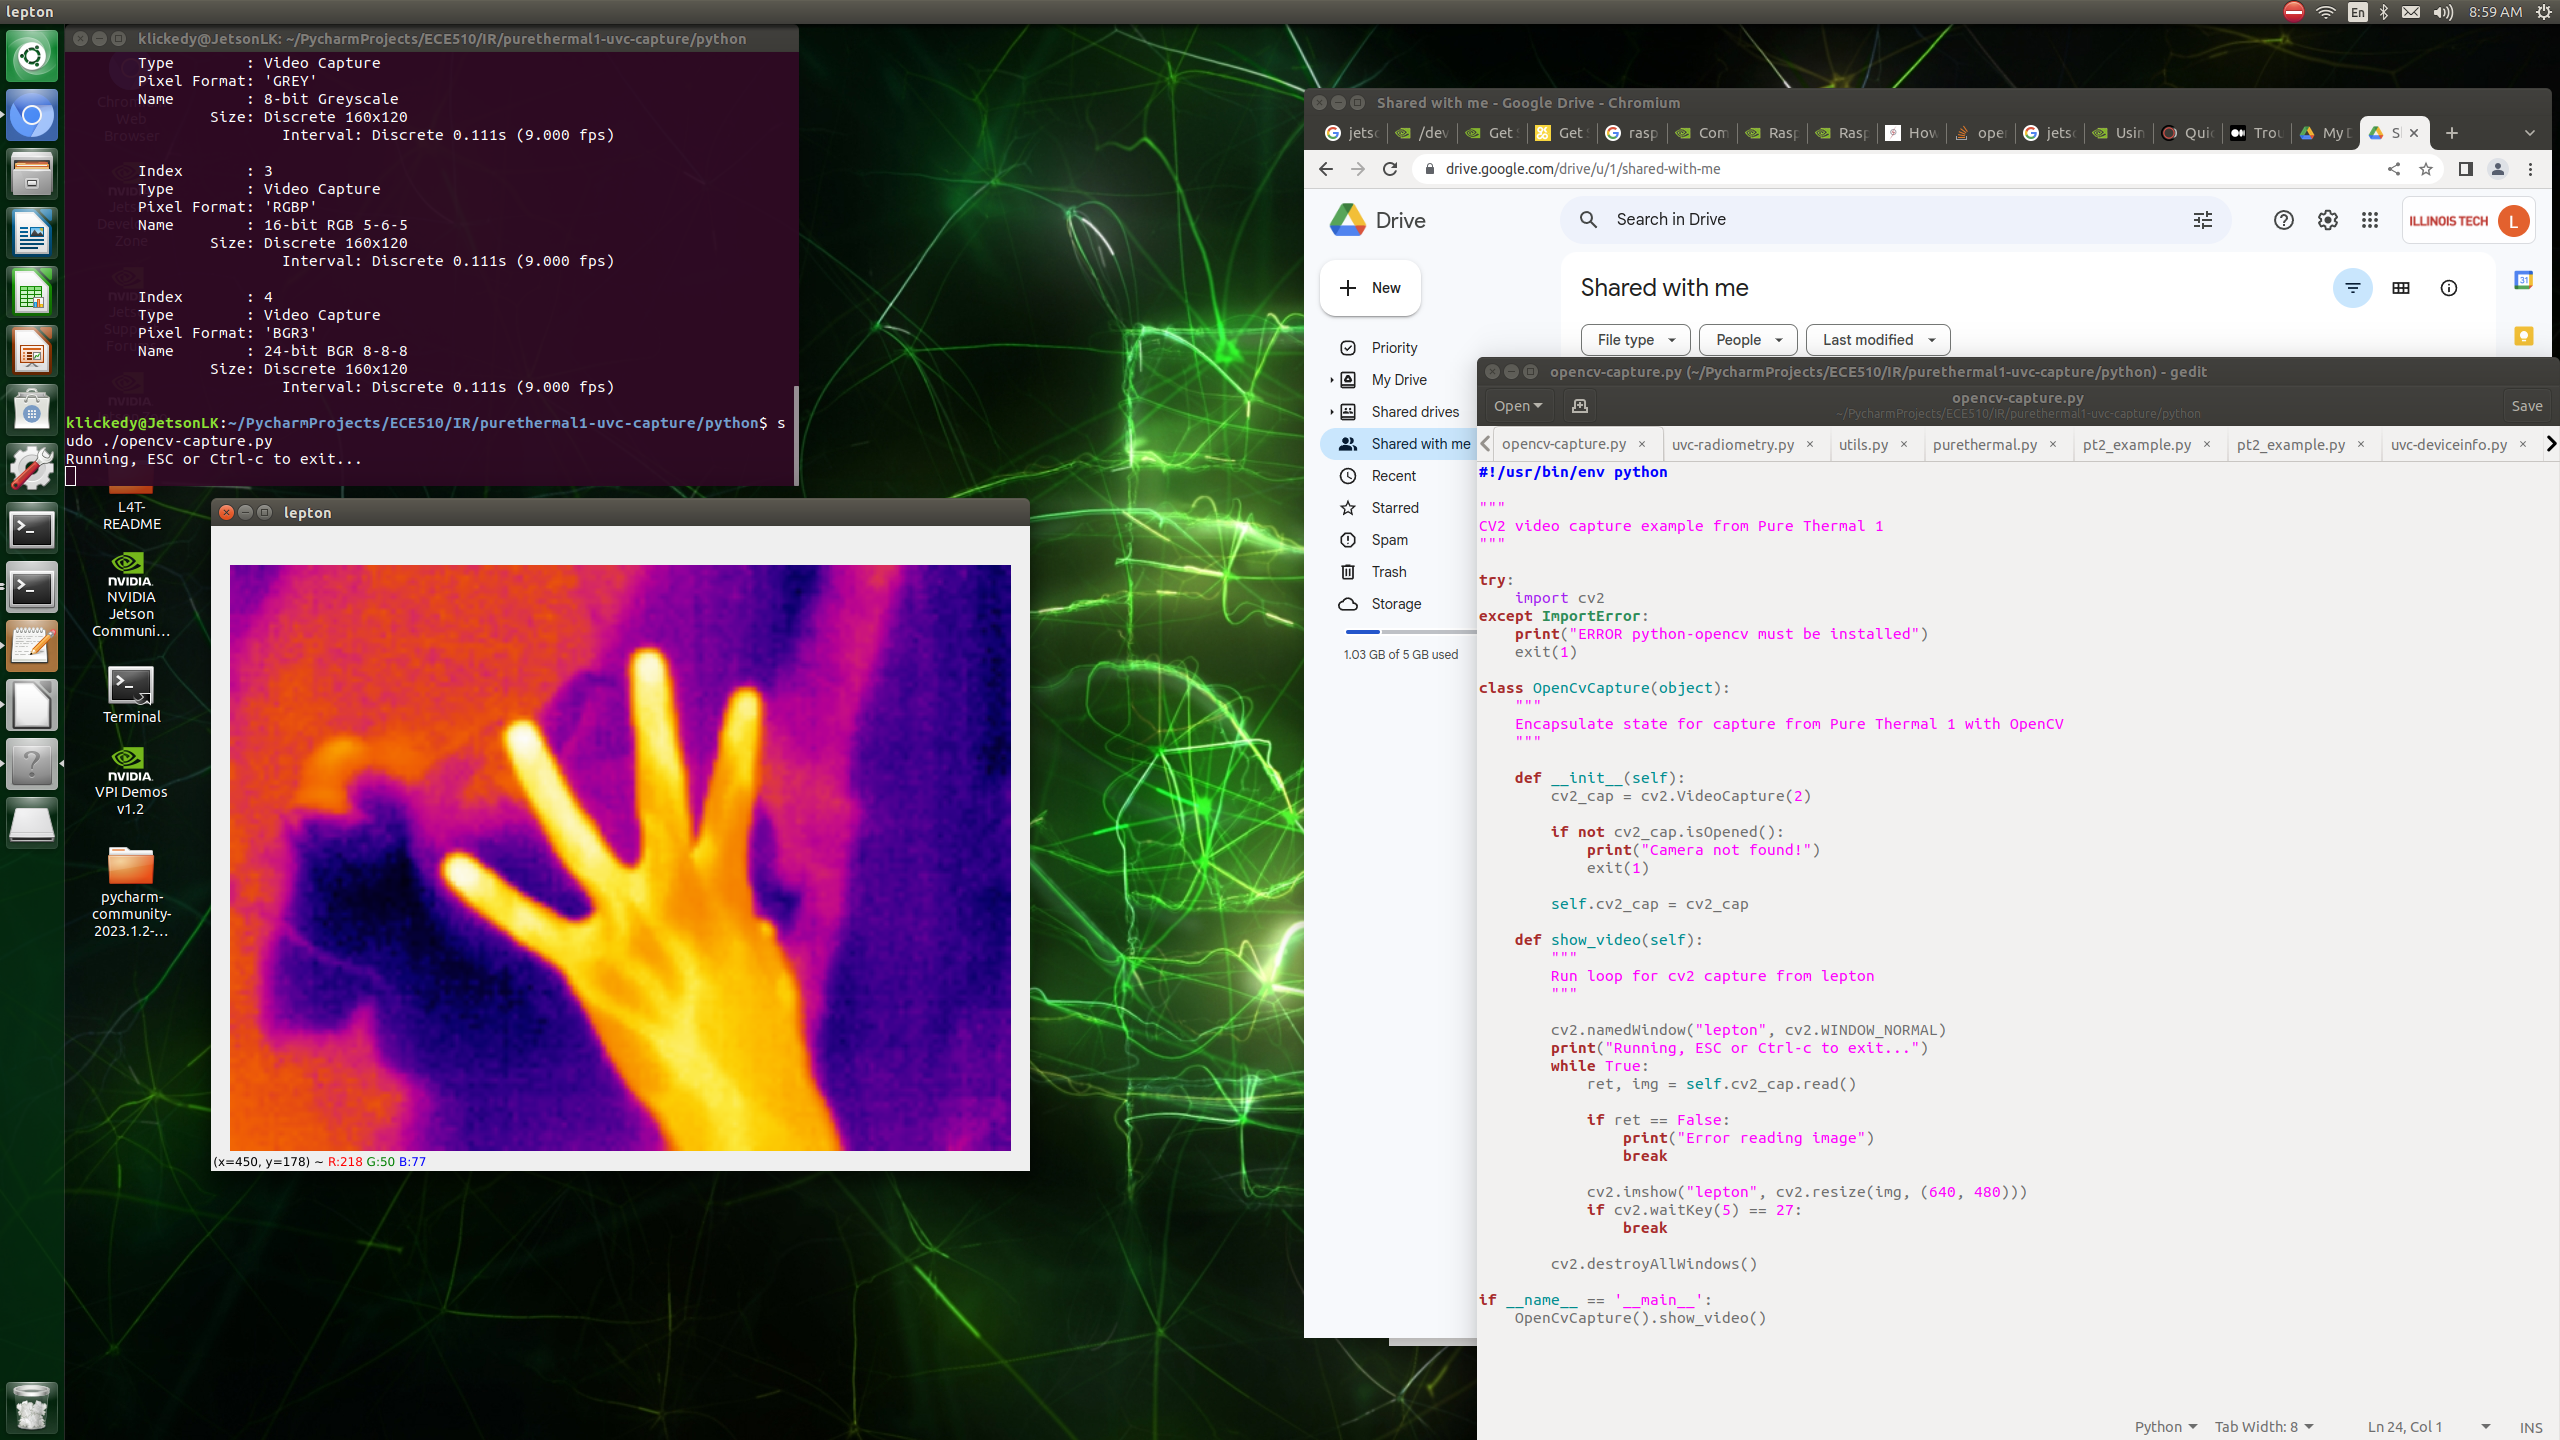 lepton
En
8:59 AM
klickedy@JetsonLK: ~/PycharmProjects/ECE510/IR/purethermal1-uvc-capture/python
Type : Video Capture
Pixel Format: 'GREY'
Name : 8-bit Greyscale
Size: Discrete 160x120
Interval: Discrete 0.111s (9.000 fps)
Index : 3
Type : Video Capture
Pixel Format: 'RGBP'
Name : 16-bit RGB 5-6-5
Size: Discrete 160x120
Interval: Discrete 0.111s (9.000 fps)
Index : 4
Type : Video Capture
Pixel Format: 'BGR3'
Name : 24-bit BGR 8-8-8
Size: Discrete 160x120
Interval: Discrete 0.111s (9.000 fps)
klickedy@JetsonLK:~/PycharmProjects/ECE510/IR/purethermal1-uvc-capture/python$ s
udo ./opencv-capture.py
Running, ESC or Ctrl-c to exit...
L4T-
README
NVIDIA.
NVIDIA
Jetson
Communi...
Terminal
NVIDIA.
VPI Demos
v1.2
pycharm-
community-
2023.1.2-...
lepton
(x=450, y=178) ~ R:218 G:50 B:77
Shared with me - Google Drive - Chromium
jetso /dev Get Get rasp Com Rasp Rasp How ope jetso Usin Quic Trou My D S
drive.google.com/drive/u/1/shared-with-me
Drive
Search in Drive
ILLINOIS TECH L
New
Shared with me
31
File type
People
Last modified
Priority
My Drive
Shared drives
Shared with me
Recent
Starred
Spam
Trash
Storage
1.03 GB of 5 GB used
opencv-capture.py (~/PycharmProjects/ECE510/IR/purethermal1-uvc-capture/python) - gedit
Open
opencv-capture.py
~/PycharmProjects/ECE510/IR/purethermal1-uvc-capture/python
Save
opencv-capture.py uvc-radiometry.py utils.py purethermal.py pt2_example.py pt2_example.py uvc-deviceinfo.py
#!/usr/bin/env python
"""
CV2 video capture example from Pure Thermal 1
"""
try:
import cv2
except ImportError:
print("ERROR python-opencv must be installed")
exit(1)
class OpenCvCapture(object):
"""
Encapsulate state for capture from Pure Thermal 1 with OpenCV
"""
def __init__(self):
cv2_cap = cv2.VideoCapture(2)
if not cv2_cap.isOpened():
print("Camera not found!")
exit(1)
self.cv2_cap = cv2_cap
def show_video(self):
"""
Run loop for cv2 capture from lepton
"""
cv2.namedWindow("lepton", cv2.WINDOW_NORMAL)
print("Running, ESC or Ctrl-c to exit...")
while True:
ret, img = self.cv2_cap.read()
if ret == False:
print("Error reading image")
break
cv2.imshow("lepton", cv2.resize(img, (640, 480)))
if cv2.waitKey(5) == 27:
break
cv2.destroyAllWindows()
if __name__ == '__main__':
OpenCvCapture().show_video()
Python
Tab Width: 8
Ln 24, Col 1
INS